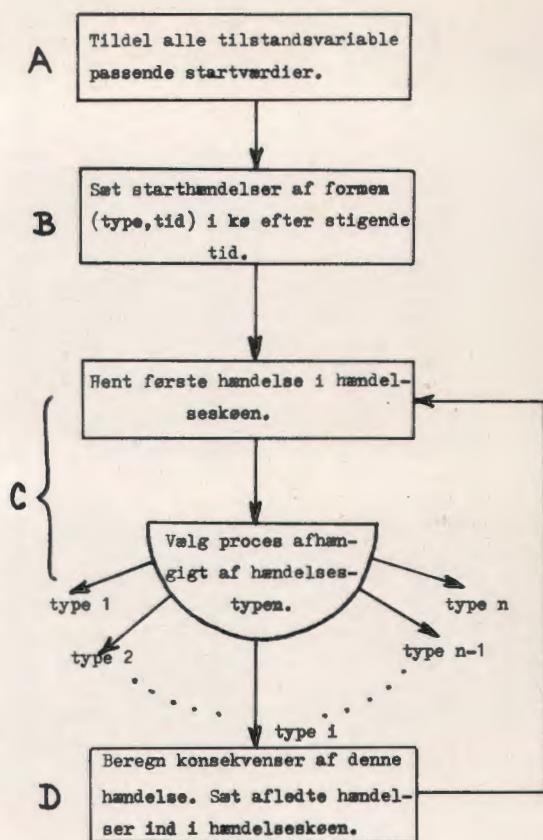 A
Tildel alle tilstandsvariable
passende startværdier.
B
Sæt starthændelser af formen
(type,tid) i kø efter stigende
tid.
Hent første hændelse i hændel-
seskøen.
C
Vælg proces afhæn-
gigt af hændelses-
typen.
type 1
type n
type 2
type n-1
type i
D
Beregn konsekvenser af denne
hændelse. Sæt afledte hændel-
ser ind i hændelseskøen.